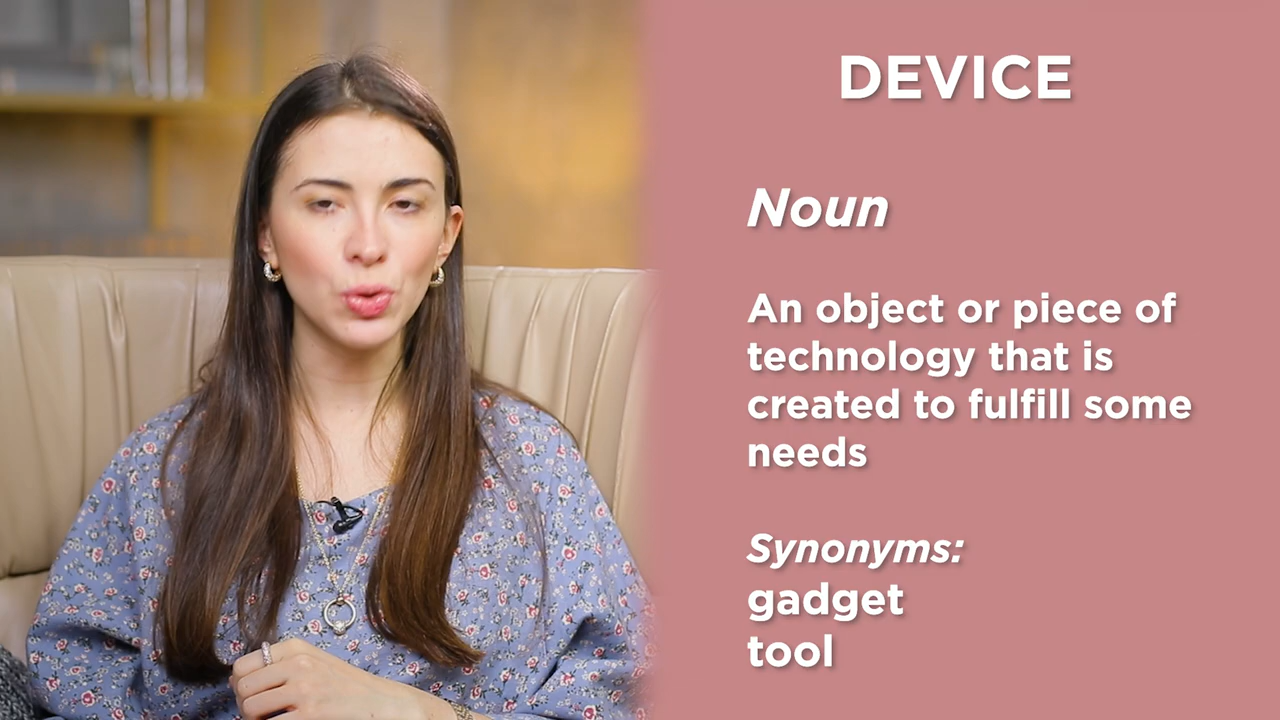 DEVICE
Noun
An object or piece of
technology that is
created to fulfill some
needs
Synonyms:
gadget
tool